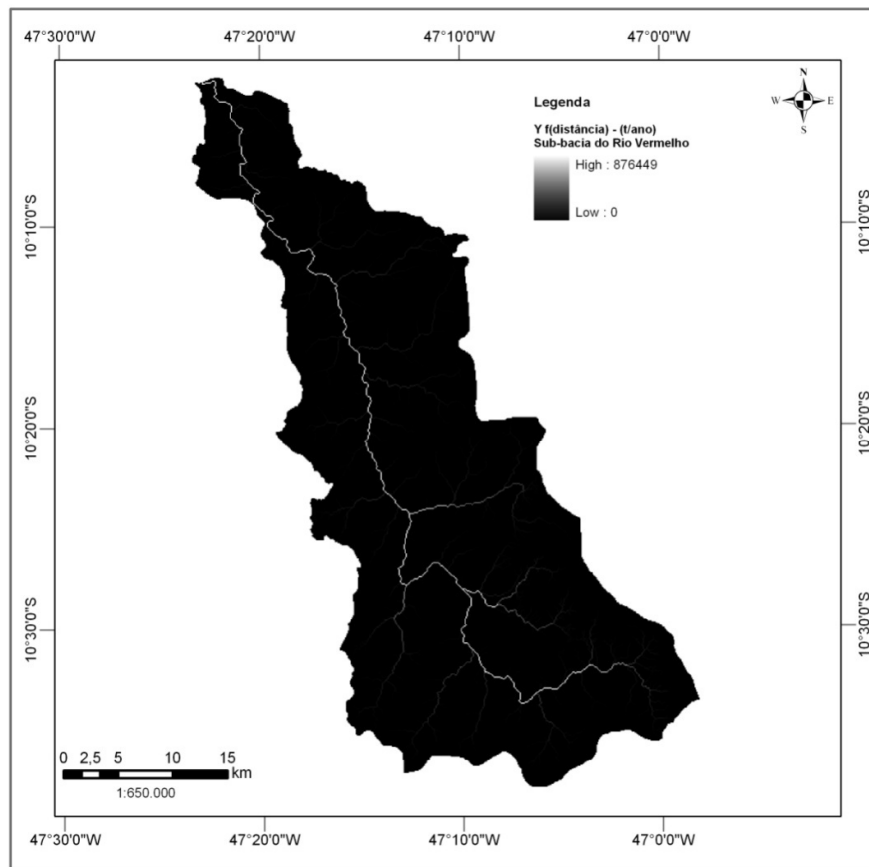 47°30'0"W 47°20'0"W 47°10'0"W 47°0'0"W
N
W E
S
Legenda
Y f(distância) - (t/ano)
Sub-bacia do Rio Vermelho
High : 876449
Low : 0
10°10'0"S 10°10'0"S
10°20'0"S 10°20'0"S
10°30'0"S 10°30'0"S
0 2,5 5 10 15
km
1:650.000
47°30'0"W 47°20'0"W 47°10'0"W 47°0'0"W